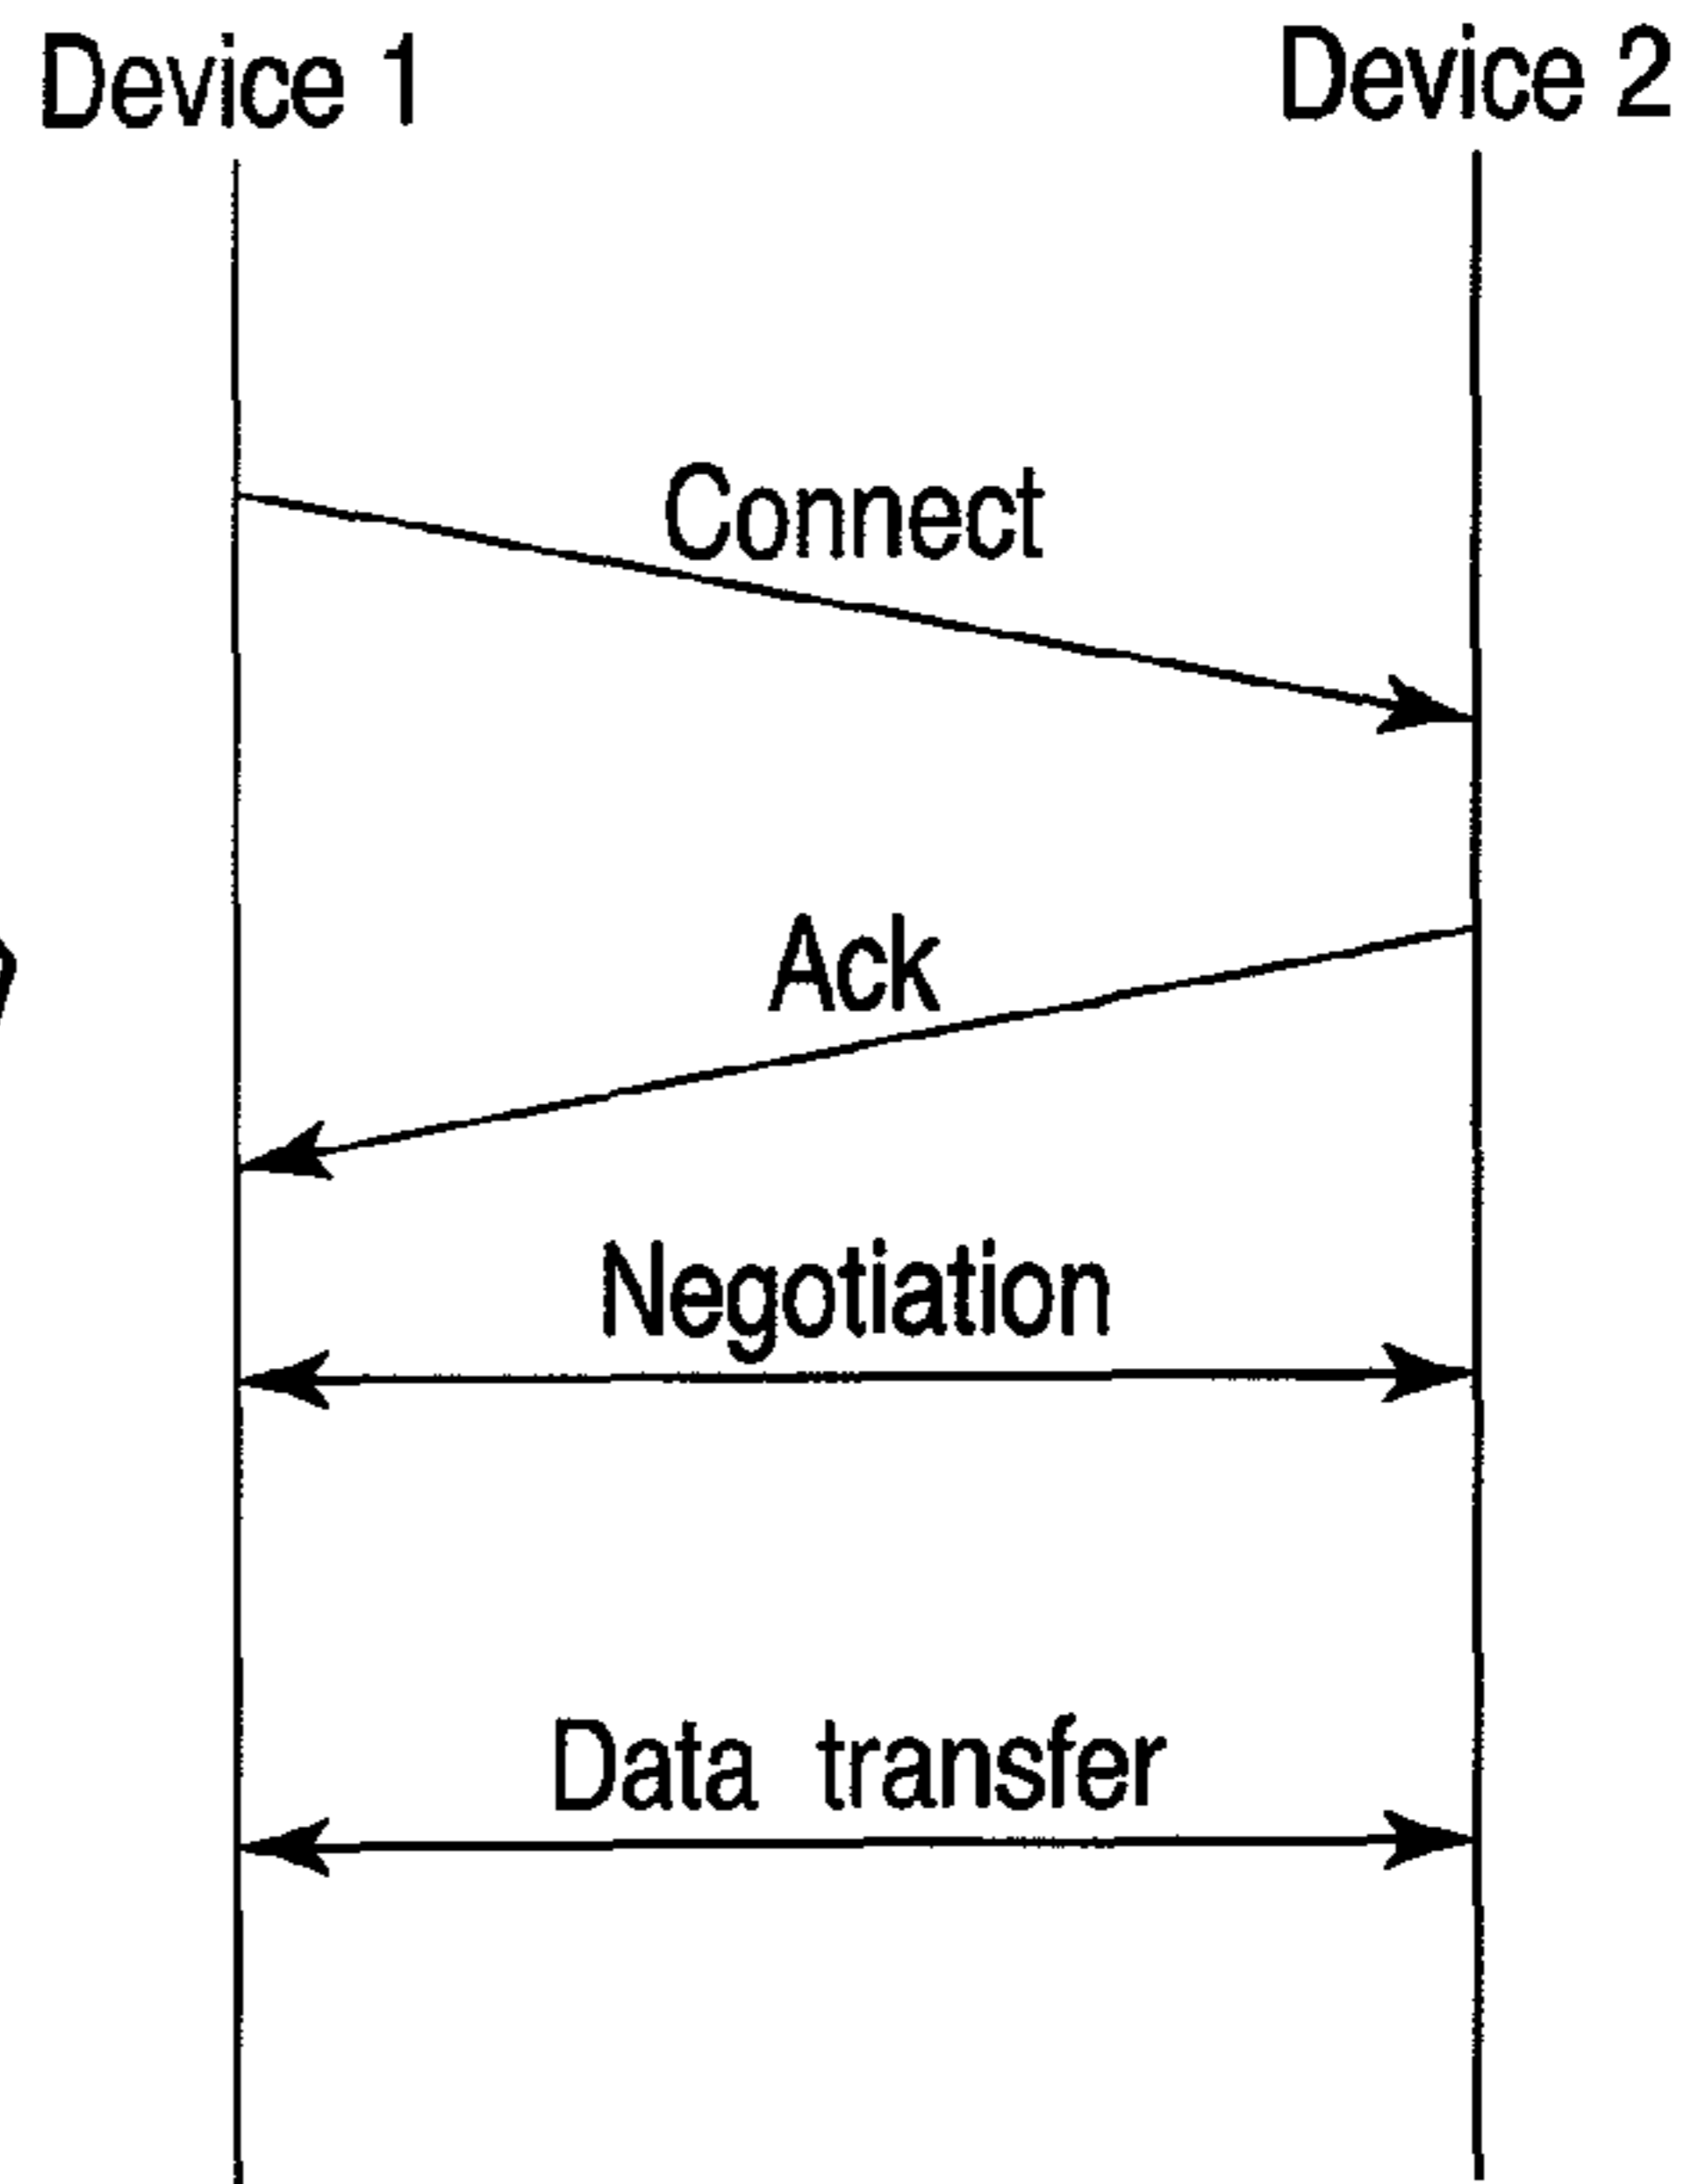 Device 1 Device 2
Connect
Ack
Negotiation
Data transfer